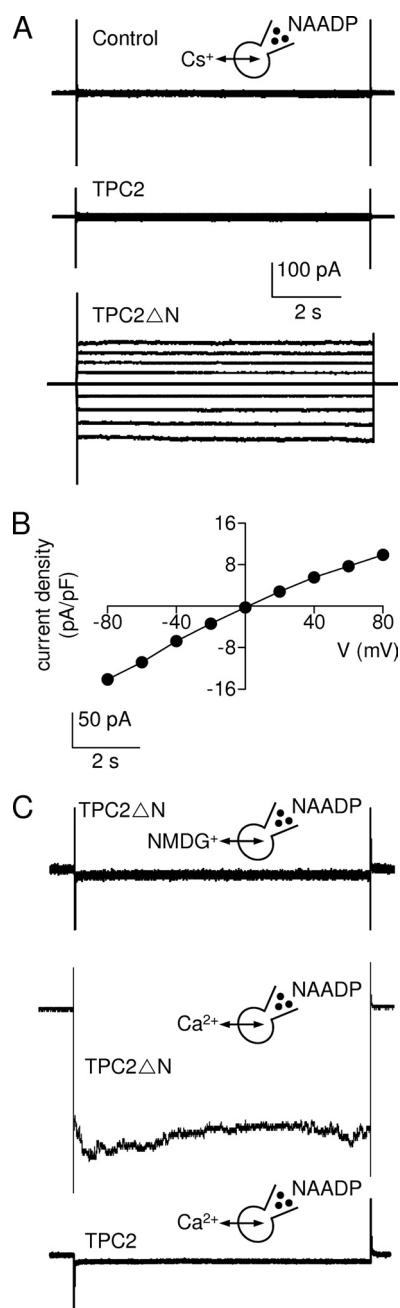 A
Control
NAADP
Cs⁺
TPC2
100 pA
2 s
TPC2△N
B
16
8
-80
-40
40
80
-8
-16
current density
(pA/pF)
V (mV)
50 pA
2 s
C
TPC2△N
NAADP
NMDG⁺
NAADP
Ca²⁺
TPC2△N
NAADP
Ca²⁺
TPC2